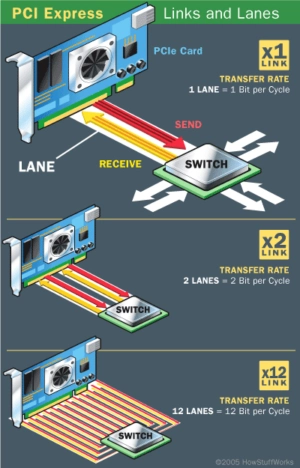 PCI Express
Links and Lanes
PCIe Card
x1
LINK
TRANSFER RATE
1 LANE = 1 Bit per Cycle
SEND
LANE
RECEIVE
SWITCH
x2
LINK
TRANSFER RATE
2 LANES = 2 Bit per Cycle
SWITCH
x12
LINK
TRANSFER RATE
12 LANES = 12 Bit per Cycle
SWITCH
©2005 HowStuffWorks